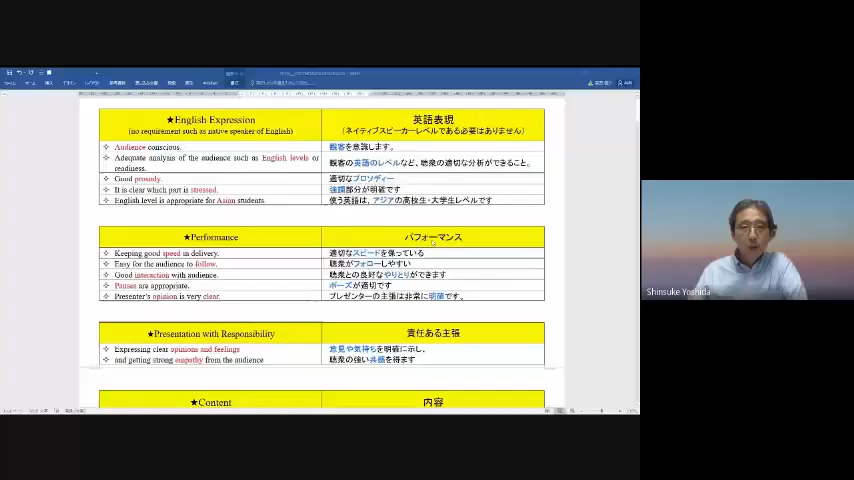 ★English Expression
(no requirement such as native speaker of English)
英語表現
(ネイティブスピーカーレベルである必要はありません)
✧ Audience conscious.
観客を意識します。
✧ Adequate analysis of the audience such as English levels or
readiness.
観客の英語のレベルなど、聴衆の適切な分析ができること。
✧ Good prosody.
適切なプロソディー
✧ It is clear which part is stressed.
強調部分が明確です
✧ English level is appropriate for Asian students.
使う英語は、アジアの高校生・大学生レベルです
★Performance
パフォーマンス
✧ Keeping good speed in delivery.
適切なスピードを保っている
✧ Easy for the audience to follow.
聴衆がフォローしやすい
✧ Good interaction with audience.
聴衆との良好なやりとりができます
✧ Pauses are appropriate.
ポーズが適切です
✧ Presenter's opinion is very clear.
プレゼンターの主張は非常に明確です。
★Presentation with Responsibility
責任ある主張
✧ Expressing clear opinions and feelings
意見や気持ちを明確に示し、
✧ and getting strong empathy from the audience
聴衆の強い共感を得ます
★Content
内容
Shinsuke Yoshida